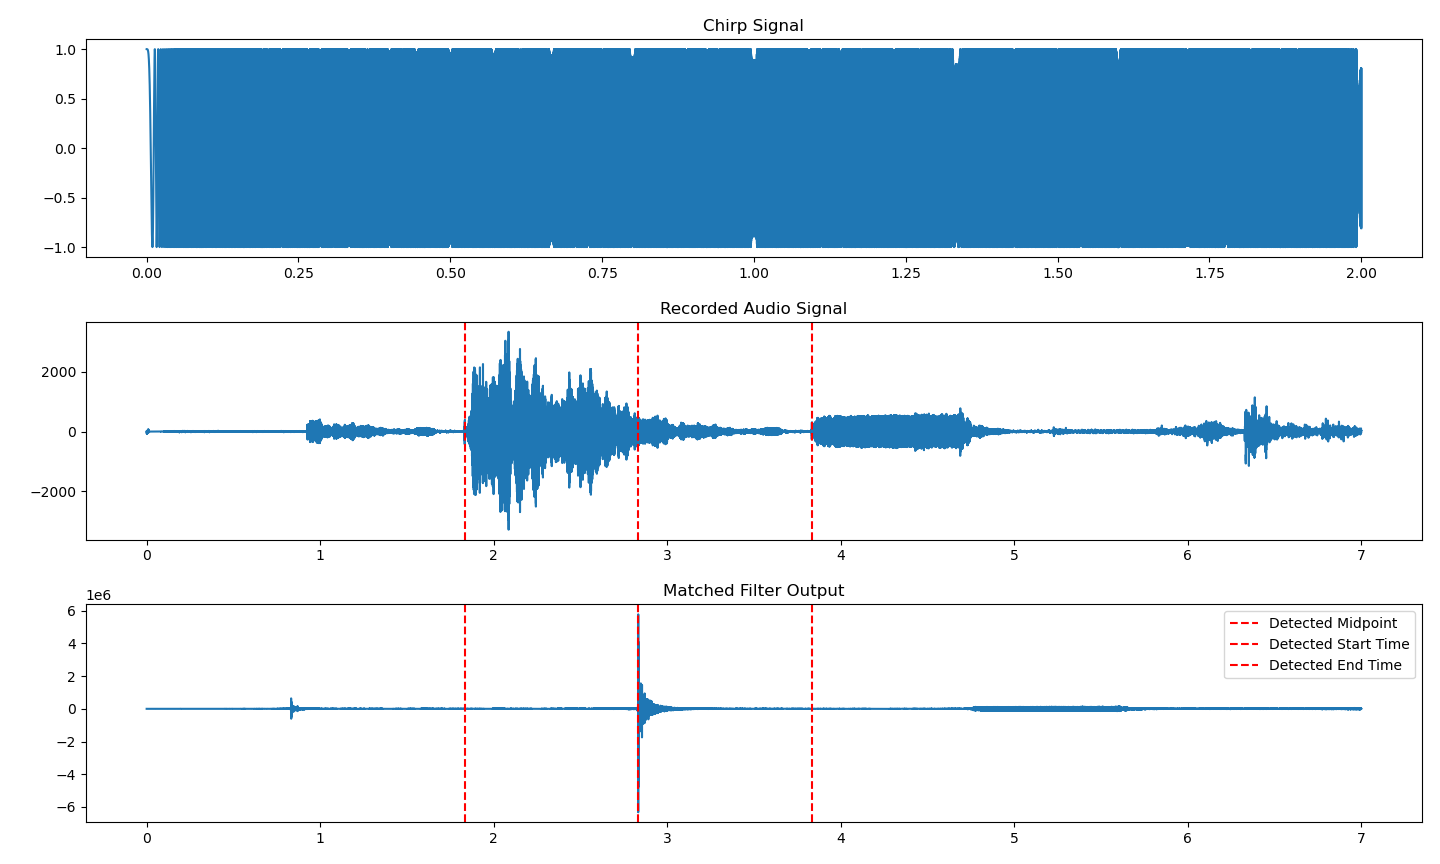 Chirp Signal
1.0
0.5
0.0
−0.5
−1.0
0.00 0.25 0.50 0.75 1.00 1.25 1.50 1.75 2.00
Recorded Audio Signal
2000
0
−2000
0 1 2 3 4 5 6 7
Matched Filter Output
1e6
6
4
2
0
−2
−4
−6
Detected Midpoint
Detected Start Time
Detected End Time
0 1 2 3 4 5 6 7